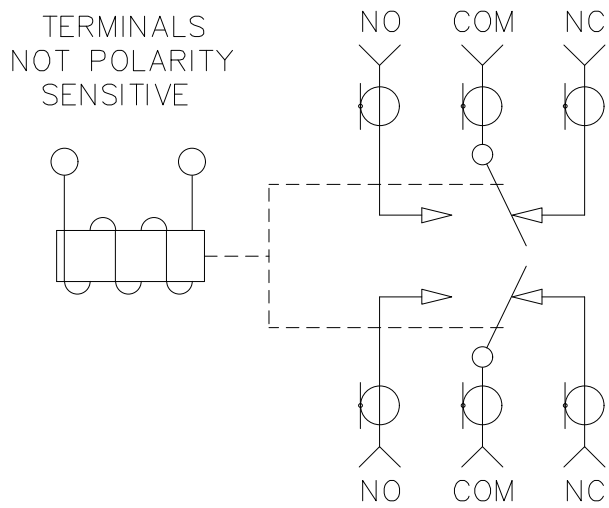 TERMINALS
NOT POLARITY
SENSITIVE
NO COM NC
NO COM NC